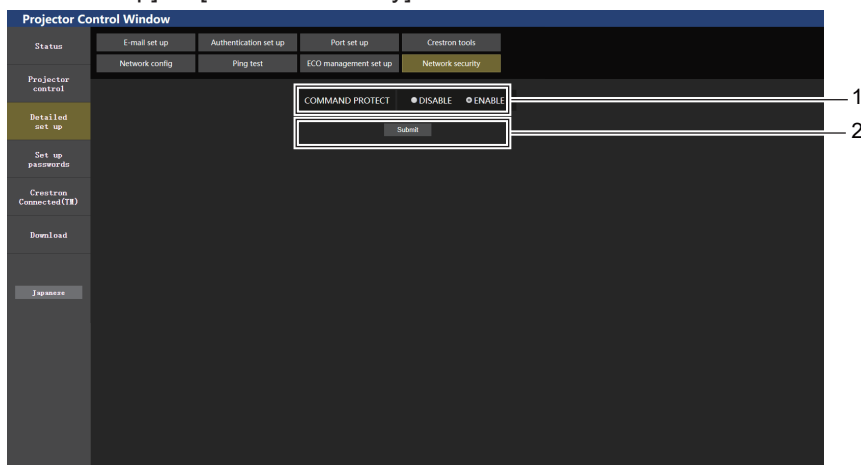 Projector Control Window
Status
E-mail set up
Authentication set up
Port set up
Crestron tools
Network config
Ping test
ECO management set up
Network security
Projector
control
Detailed
set up
Set up
passwords
Crestron
Connected(TM)
Download
Japanese
COMMAND PROTECT DISABLE ENABLE
Submit
1
2